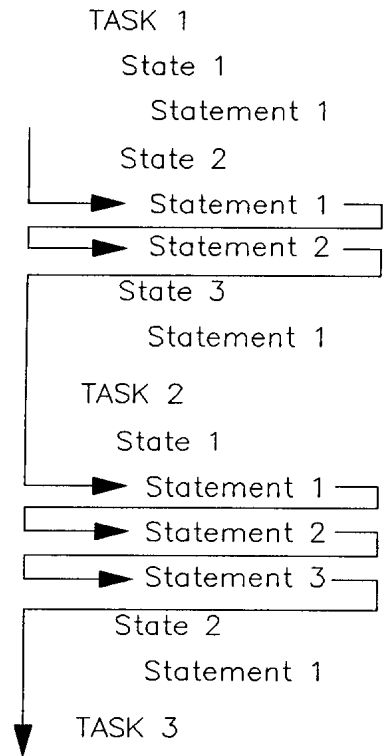 TASK 1
State 1
Statement 1
State 2
Statement 1
Statement 2
State 3
Statement 1
TASK 2
State 1
Statement 1
Statement 2
Statement 3
State 2
Statement 1
TASK 3